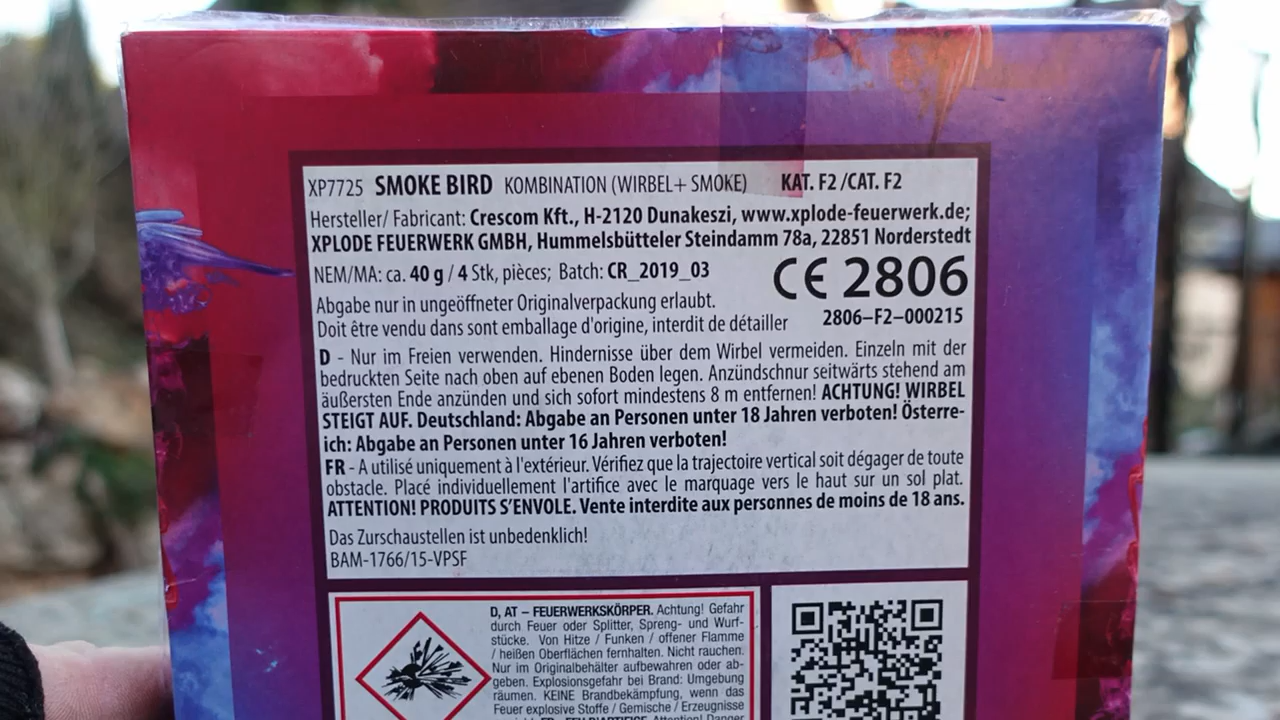 XP7725 SMOKE BIRD KOMBINATION (WIRBEL+ SMOKE) KAT. F2 /CAT. F2
Hersteller/ Fabricant: Crescom Kft., H-2120 Dunakeszi, www.xplode-feuerwerk.de;
XPLODE FEUERWERK GMBH, Hummelsbütteler Steindamm 78a, 22851 Norderstedt
NEM/MA: ca. 40 g / 4 Stk, pièces; Batch: CR_2019_03
CE 2806
Abgabe nur in ungeöffneter Originalverpackung erlaubt.
Doit être vendu dans sont emballage d'origine, interdit de détailler
2806–F2–000215
D - Nur im Freien verwenden. Hindernisse über dem Wirbel vermeiden. Einzeln mit der
bedruckten Seite nach oben auf ebenen Boden legen. Anzündschnur seitwärts stehend am
äußersten Ende anzünden und sich sofort mindestens 8 m entfernen! ACHTUNG! WIRBEL
STEIGT AUF. Deutschland: Abgabe an Personen unter 18 Jahren verboten! Österre-
ich: Abgabe an Personen unter 16 Jahren verboten!
FR - A utilisé uniquement à l'extérieur. Vérifiez que la trajectoire vertical soit dégager de toute
obstacle. Placé individuellement l'artifice avec le marquage vers le haut sur un sol plat.
ATTENTION! PRODUITS S'ENVOLE. Vente interdite aux personnes de moins de 18 ans.
Das Zurschaustellen ist unbedenklich!
BAM-1766/15-VPSF
D, AT – FEUERWERKSKÖRPER. Achtung! Gefahr
durch Feuer oder Splitter, Spreng- und Wurf-
stücke. Von Hitze / Funken / offener Flamme
/ heißen Oberflächen fernhalten. Nicht rauchen.
Nur im Originalbehälter aufbewahren oder ab-
geben. Explosionsgefahr bei Brand: Umgebung
räumen. KEINE Brandbekämpfung, wenn das
Feuer explosive Stoffe / Gemische / Erzeugnisse